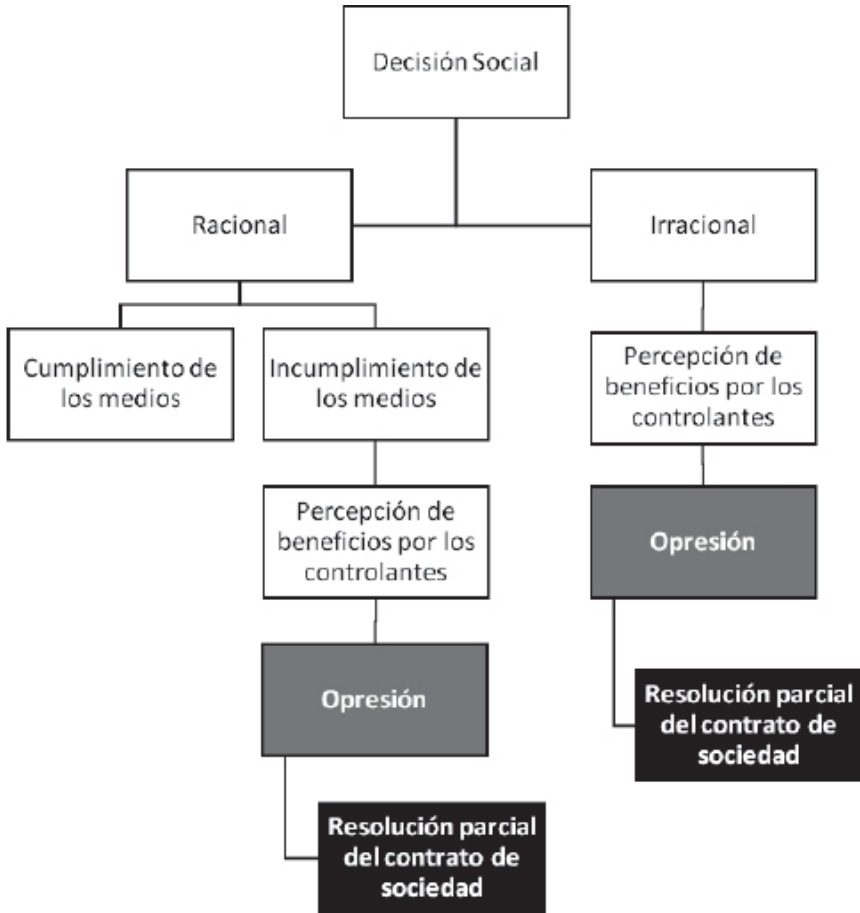 Decisión Social
Racional
Irracional
Cumplimiento de
los medios
Incumplimiento de
los medios
Percepción de
beneficios por los
controlantes
Percepción de
beneficios por los
controlantes
Opresión
Opresión
Resolución parcial
del contrato de
sociedad
Resolución parcial
del contrato de
sociedad